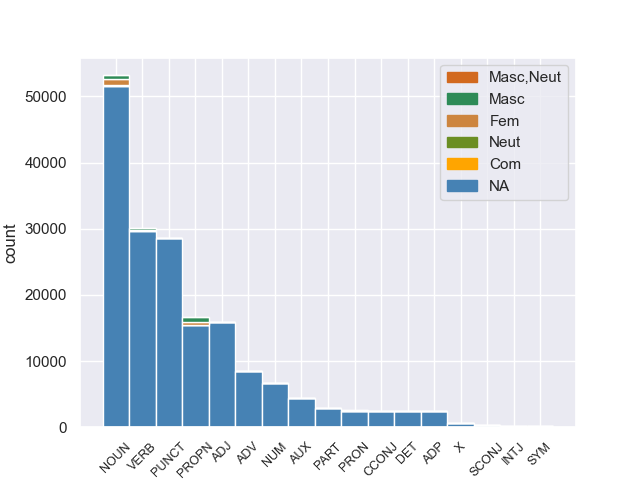 Masc,Neut
Masc
Fem
Neut
Com
NA
count
50000
40000
30000
20000
10000
0
NOUN
VERB
PUNCT
PROPN
ADJ
ADV
NUM
AUX
PART
PRON
CCONJ
DET
ADP
X
SCONJ
INTJ
SYM